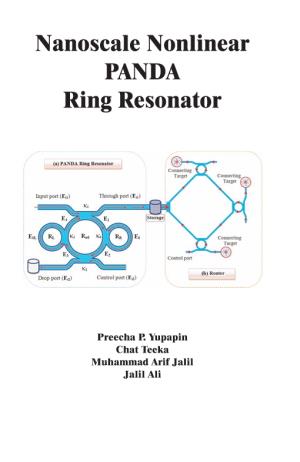 Nanoscale Nonlinear
PANDA
Ring Resonator
(a) PANDA Ring Resonator
Input port (Ei1)
Through port (Et1)
Storage
Drop port (Et2)
Control port (Ei2)
Connecting
Target
Connecting
Target
Connecting
Target
Control port
(b) Router
Preecha P. Yupapin
Chat Teeka
Muhammad Arif Jalil
Jalil Ali